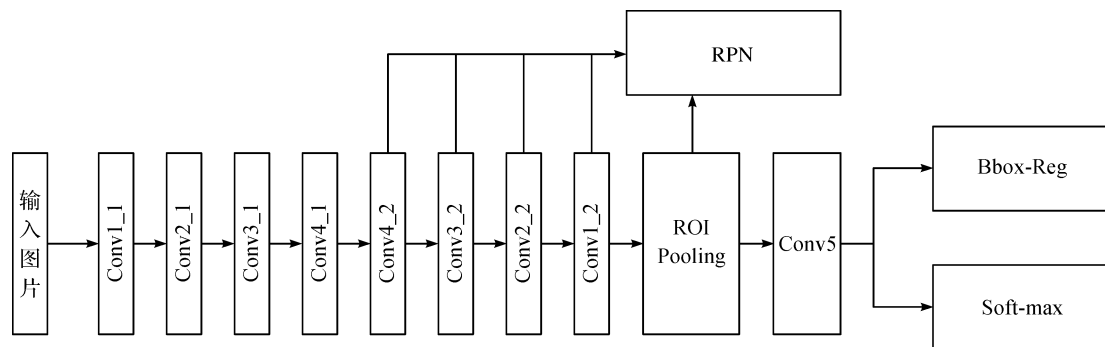 RPN
输入图片
Conv1_1
Conv2_1
Conv3_1
Conv4_1
Conv4_2
Conv3_2
Conv2_2
Conv1_2
ROI
Pooling
Conv5
Bbox-Reg
Soft-max